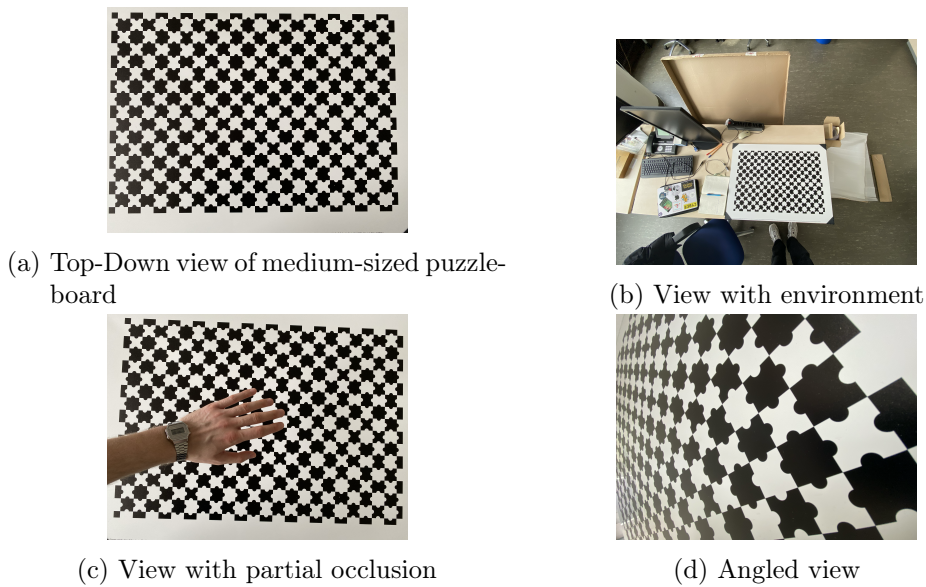 (a) Top-Down view of medium-sized puzzle-
board
(b) View with environment
(c) View with partial occlusion
(d) Angled view